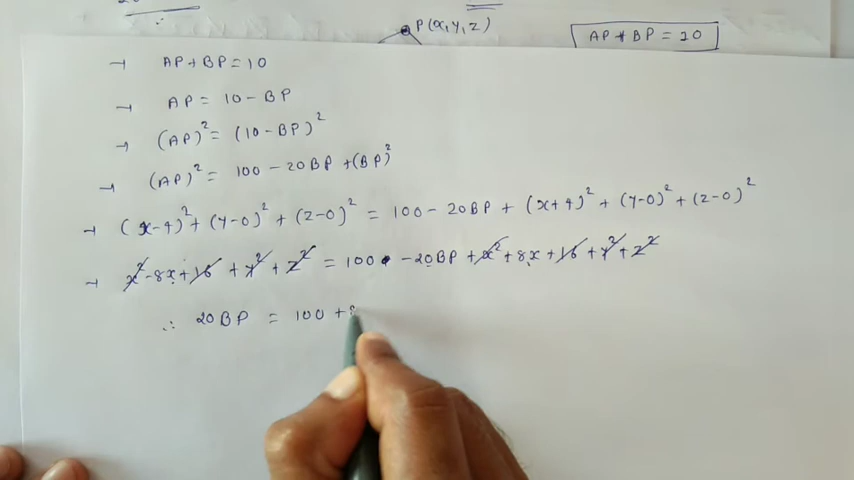 P(x,y,z)
AP + BP = 10
→ AP + BP = 10
→ AP = 10 - BP
→ (AP)² = (10 - BP)²
→ (AP)² = 100 - 20BP + (BP)²
→ (x-4)² + (y-0)² + (z-0)² = 100 - 20BP + (x+4)² + (y-0)² + (z-0)²
→ x² - 8x + 16 + y² + z² = 100 - 20BP + x² + 8x + 16 + y² + z²
∴ 20BP = 100 + 8